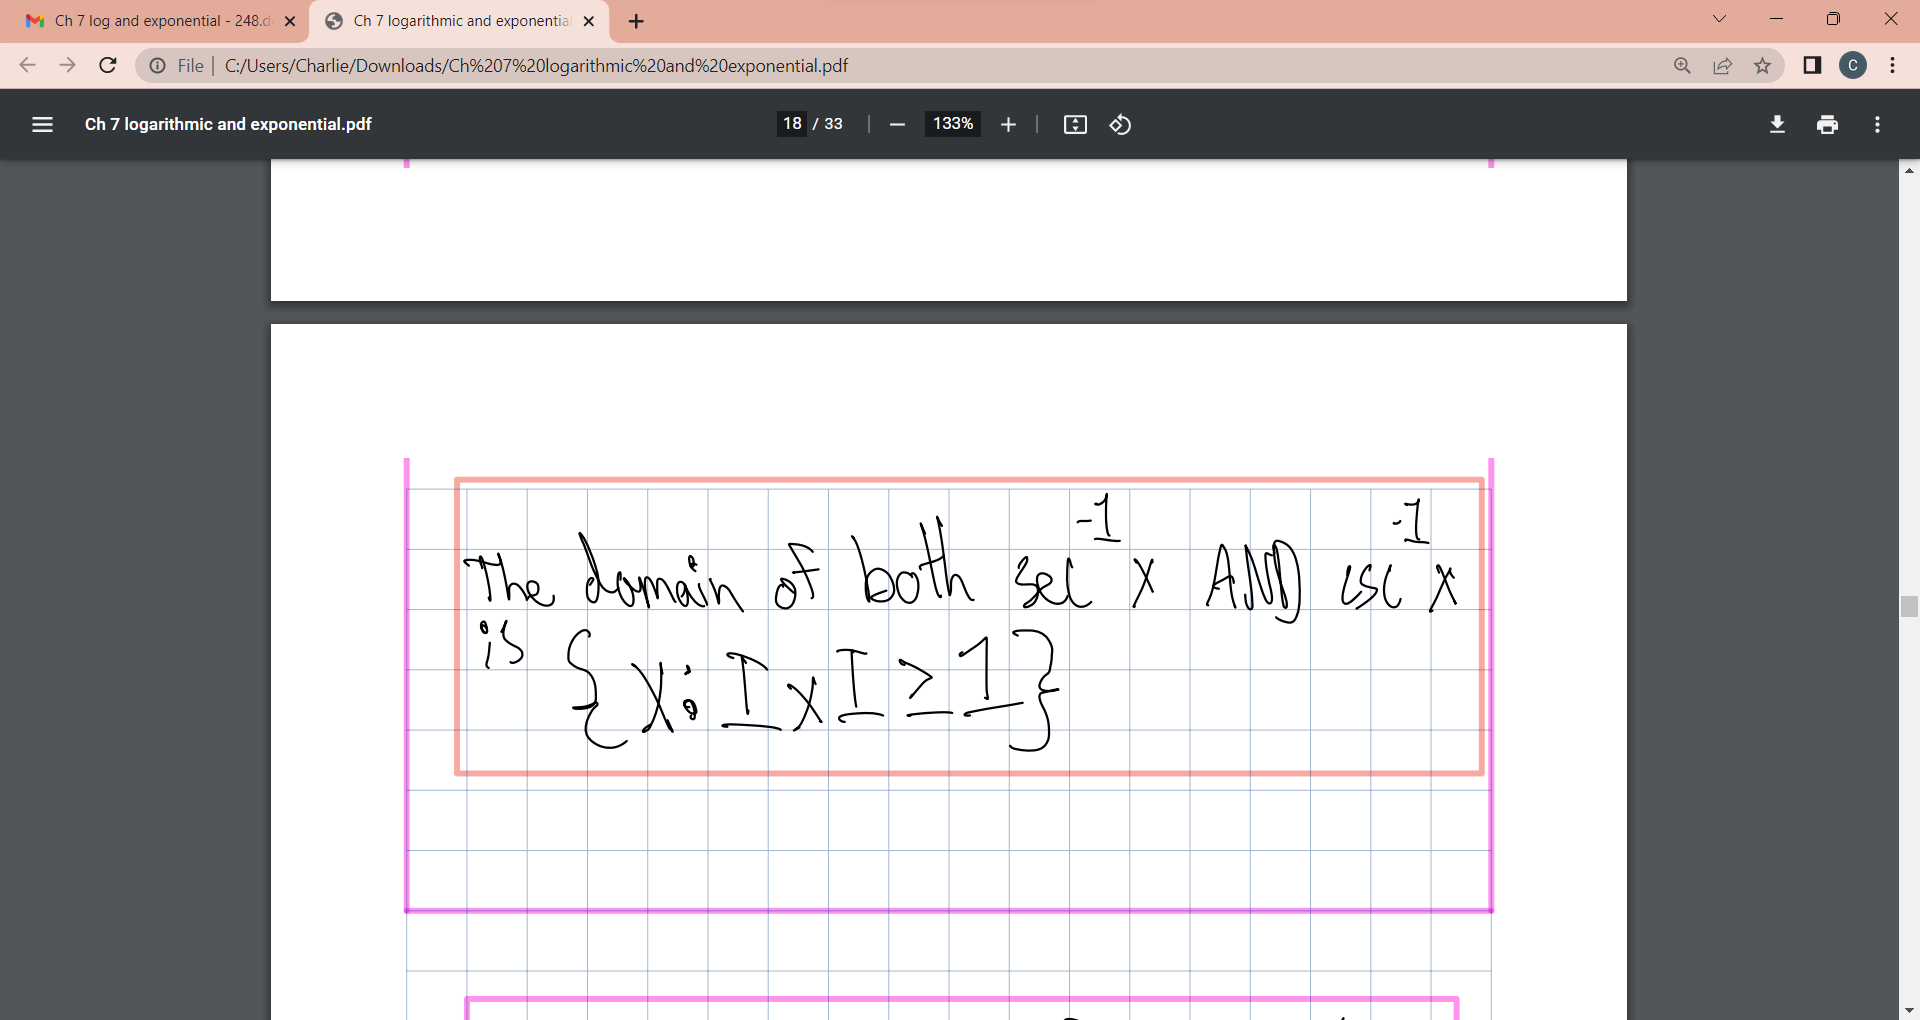 Ch 7 log and exponential - 248.d
Ch 7 logarithmic and exponentia
File | C:/Users/Charlie/Downloads/Ch%207%20logarithmic%20and%20exponential.pdf
C
Ch 7 logarithmic and exponential.pdf
18 / 33
133%
The domain of both sec⁻¹ x AND csc⁻¹ x
is {x: IxI ≥ 1}